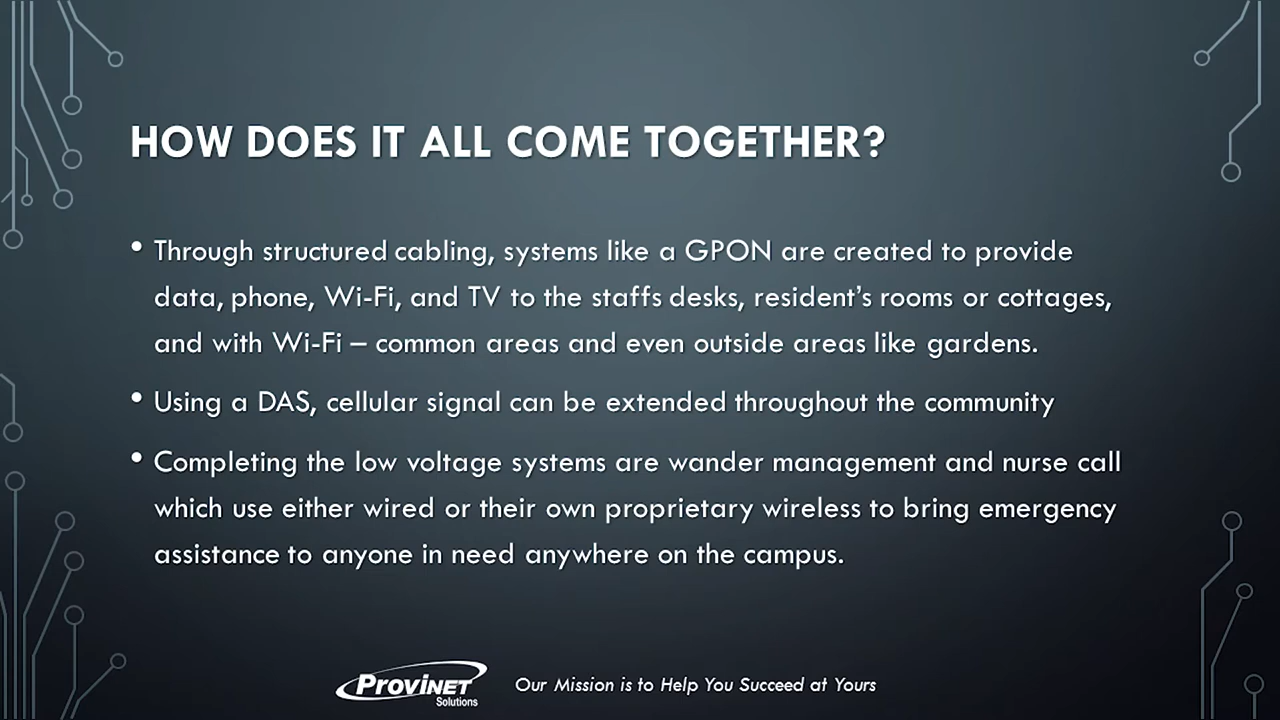 HOW DOES IT ALL COME TOGETHER?
• Through structured cabling, systems like a GPON are created to provide
data, phone, Wi-Fi, and TV to the staffs desks, resident's rooms or cottages,
and with Wi-Fi – common areas and even outside areas like gardens.
• Using a DAS, cellular signal can be extended throughout the community
• Completing the low voltage systems are wander management and nurse call
which use either wired or their own proprietary wireless to bring emergency
assistance to anyone in need anywhere on the campus.
ProviNET
Solutions
Our Mission is to Help You Succeed at Yours